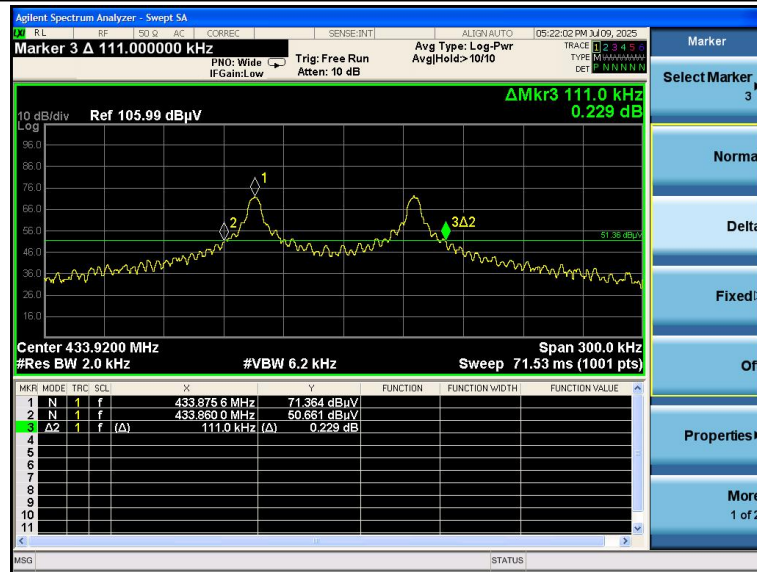 Agilent Spectrum Analyzer - Swept SA
LXI RL RF 50 Ω AC CORREC SENSE:INT ALIGN AUTO 05:22:02 PM Jul 09, 2025
Marker 3 Δ 111.000000 kHz
PNO: Wide
IFGain:Low
Trig: Free Run
Atten: 10 dB
Avg Type: Log-Pwr
Avg|Hold>10/10
TRACE 1 2 3 4 5 6
TYPE M
DET P N N N N N
ΔMkr3 111.0 kHz
0.229 dB
10 dB/div Ref 105.99 dBµV
Log
96.0
86.0
76.0
66.0
56.0
46.0
36.0
26.0
16.0
1
2
3Δ2
51.36 dBµV
Center 433.9200 MHz Span 300.0 kHz
#Res BW 2.0 kHz #VBW 6.2 kHz Sweep 71.53 ms (1001 pts)
MKR MODE TRC SCL X Y FUNCTION FUNCTION WIDTH FUNCTION VALUE
1 N 1 f 433.875 6 MHz 71.364 dBµV
2 N 1 f 433.860 0 MHz 50.661 dBµV
3 Δ2 1 f (Δ) 111.0 kHz (Δ) 0.229 dB
4
5
6
7
8
9
10
11
MSG STATUS
Marker
Select Marker
3
Norma
Delta
Fixed
Of
Properties
More
1 of 2